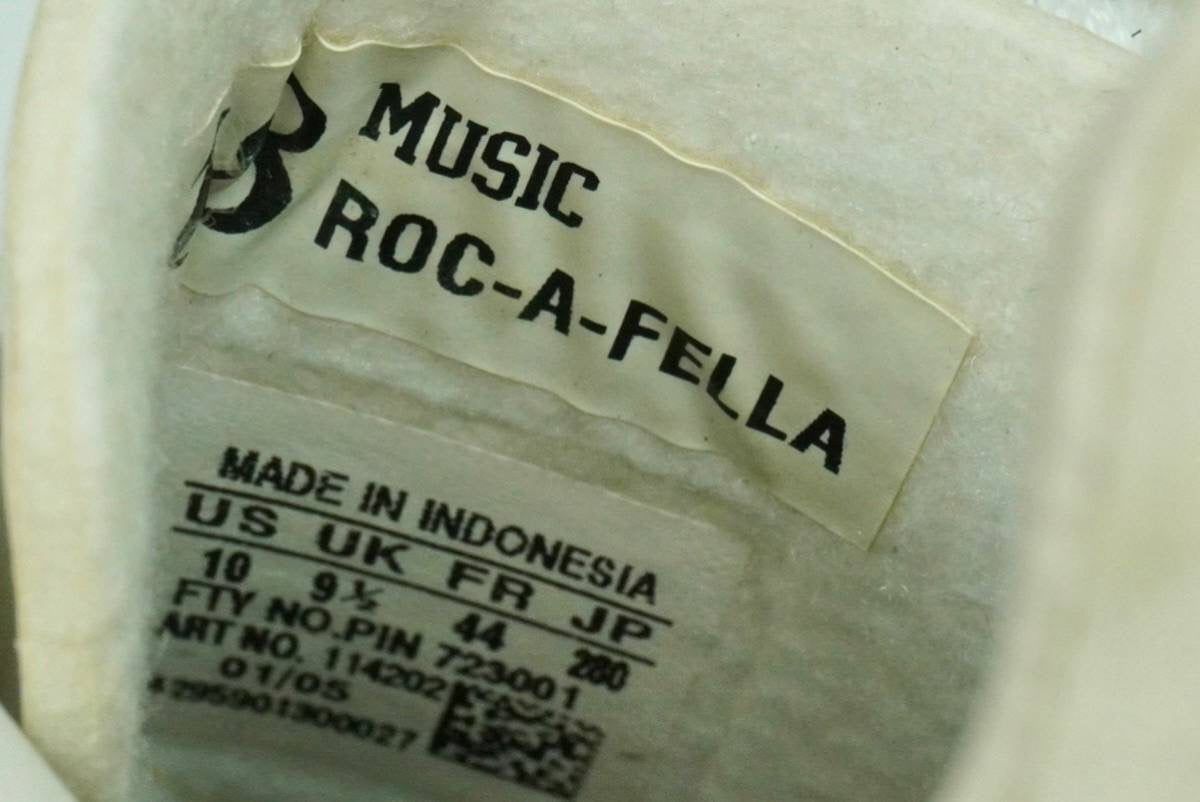 B MUSIC
ROC-A-FELLA
MADE IN INDONESIA
US UK FR JP
10 9½ 44 280
FTY NO.PIN 723001
ART NO. 114202
01/05
4295901300027